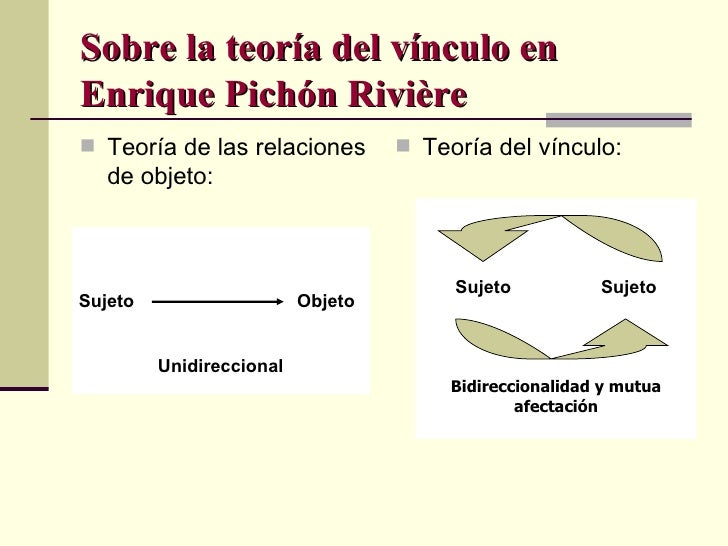 Sobre la teoría del vínculo en
Enrique Pichón Rivière
Teoría de las relaciones
de objeto:
Sujeto Objeto
Unidireccional
Teoría del vínculo:
Sujeto Sujeto
Bidireccionalidad y mutua
afectación